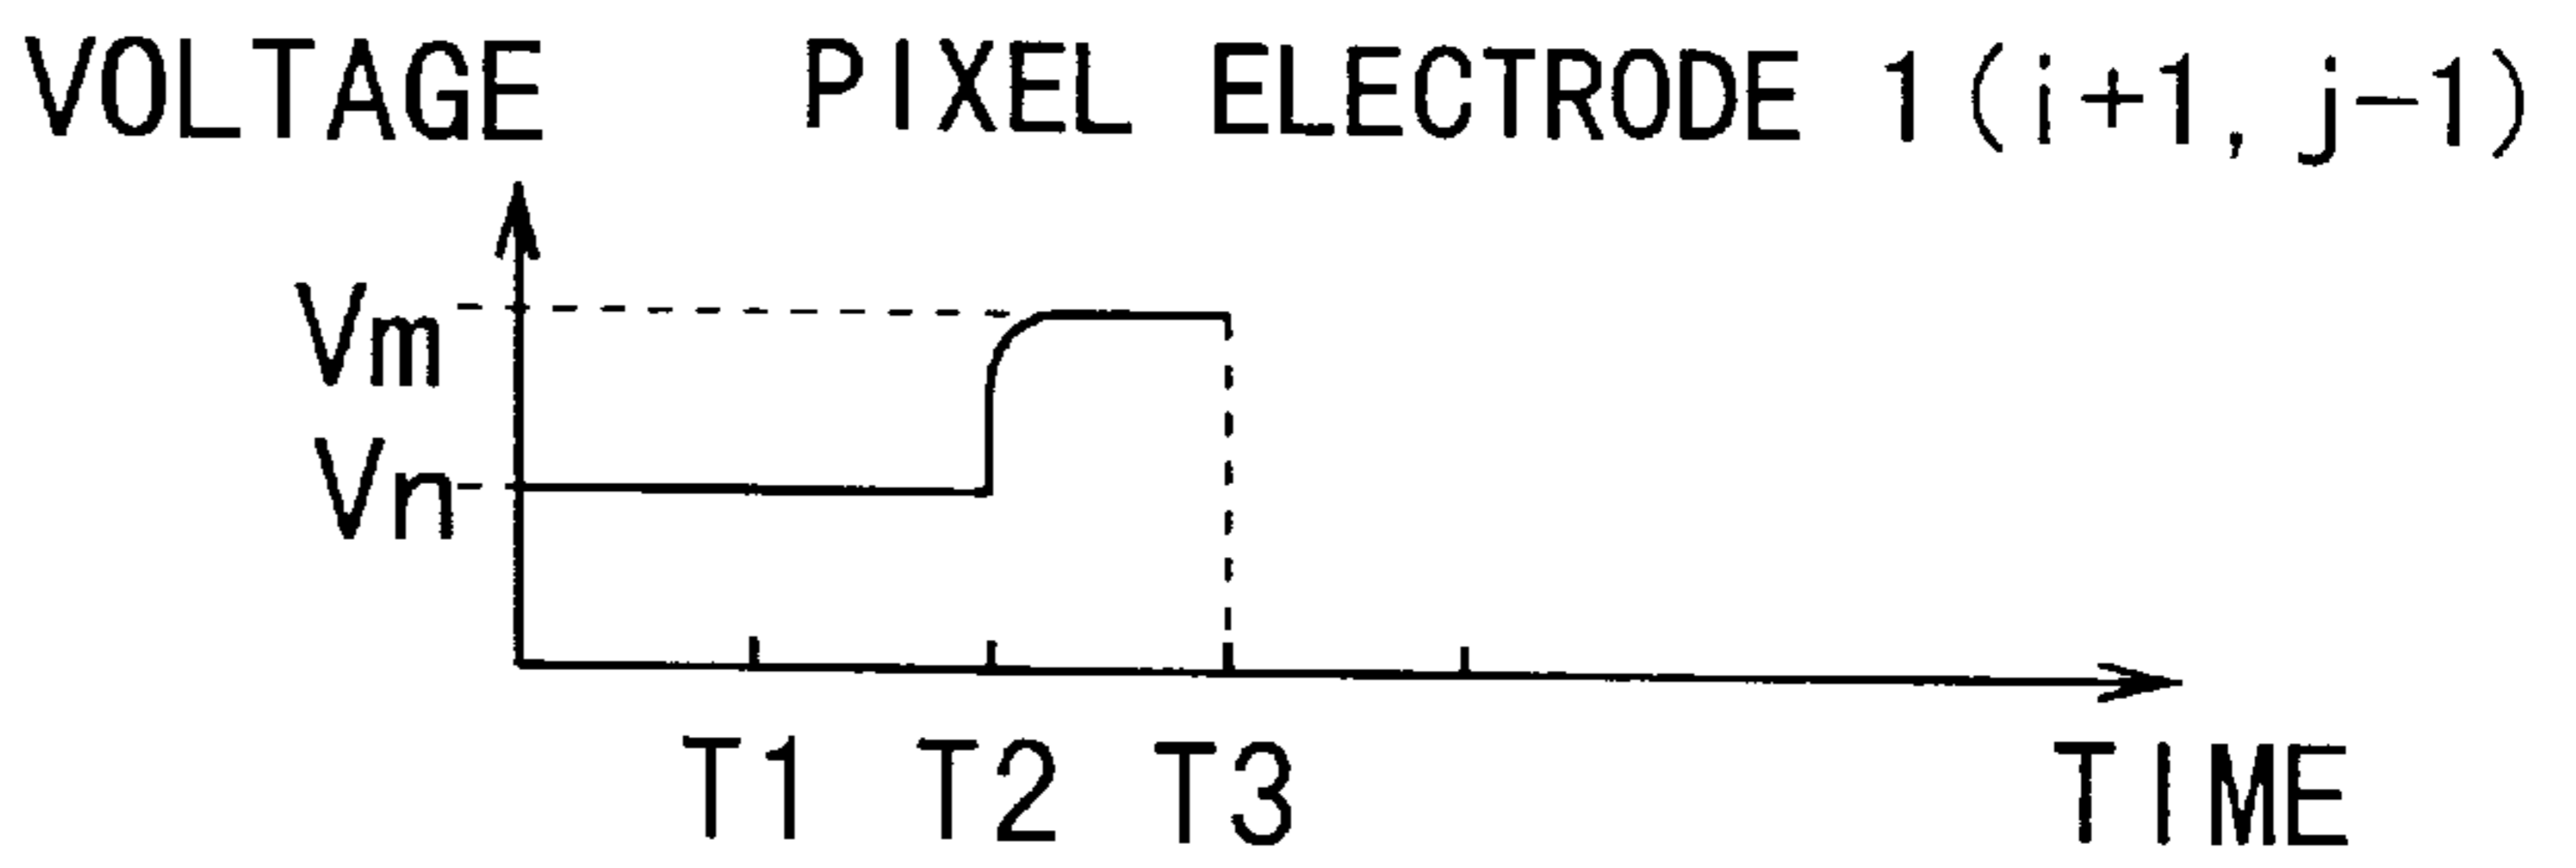 VOLTAGE PIXEL ELECTRODE 1(i+1, j-1)
Vm
Vn
T1 T2 T3 TIME